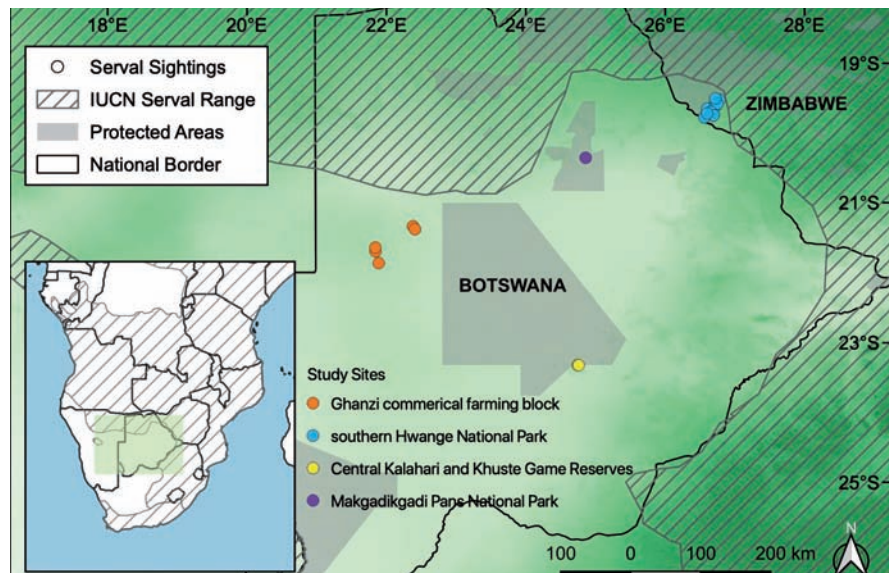 18°E 20°E 22°E 24°E 26°E 28°E
Serval Sightings
IUCN Serval Range
Protected Areas
National Border
19°S
ZIMBABWE
21°S
BOTSWANA
23°S
Study Sites
Ghanzi commerical farming block
southern Hwange National Park
Central Kalahari and Khuste Game Reserves
Makgadikgadi Pans National Park
25°S
N
100 0 100 200 km